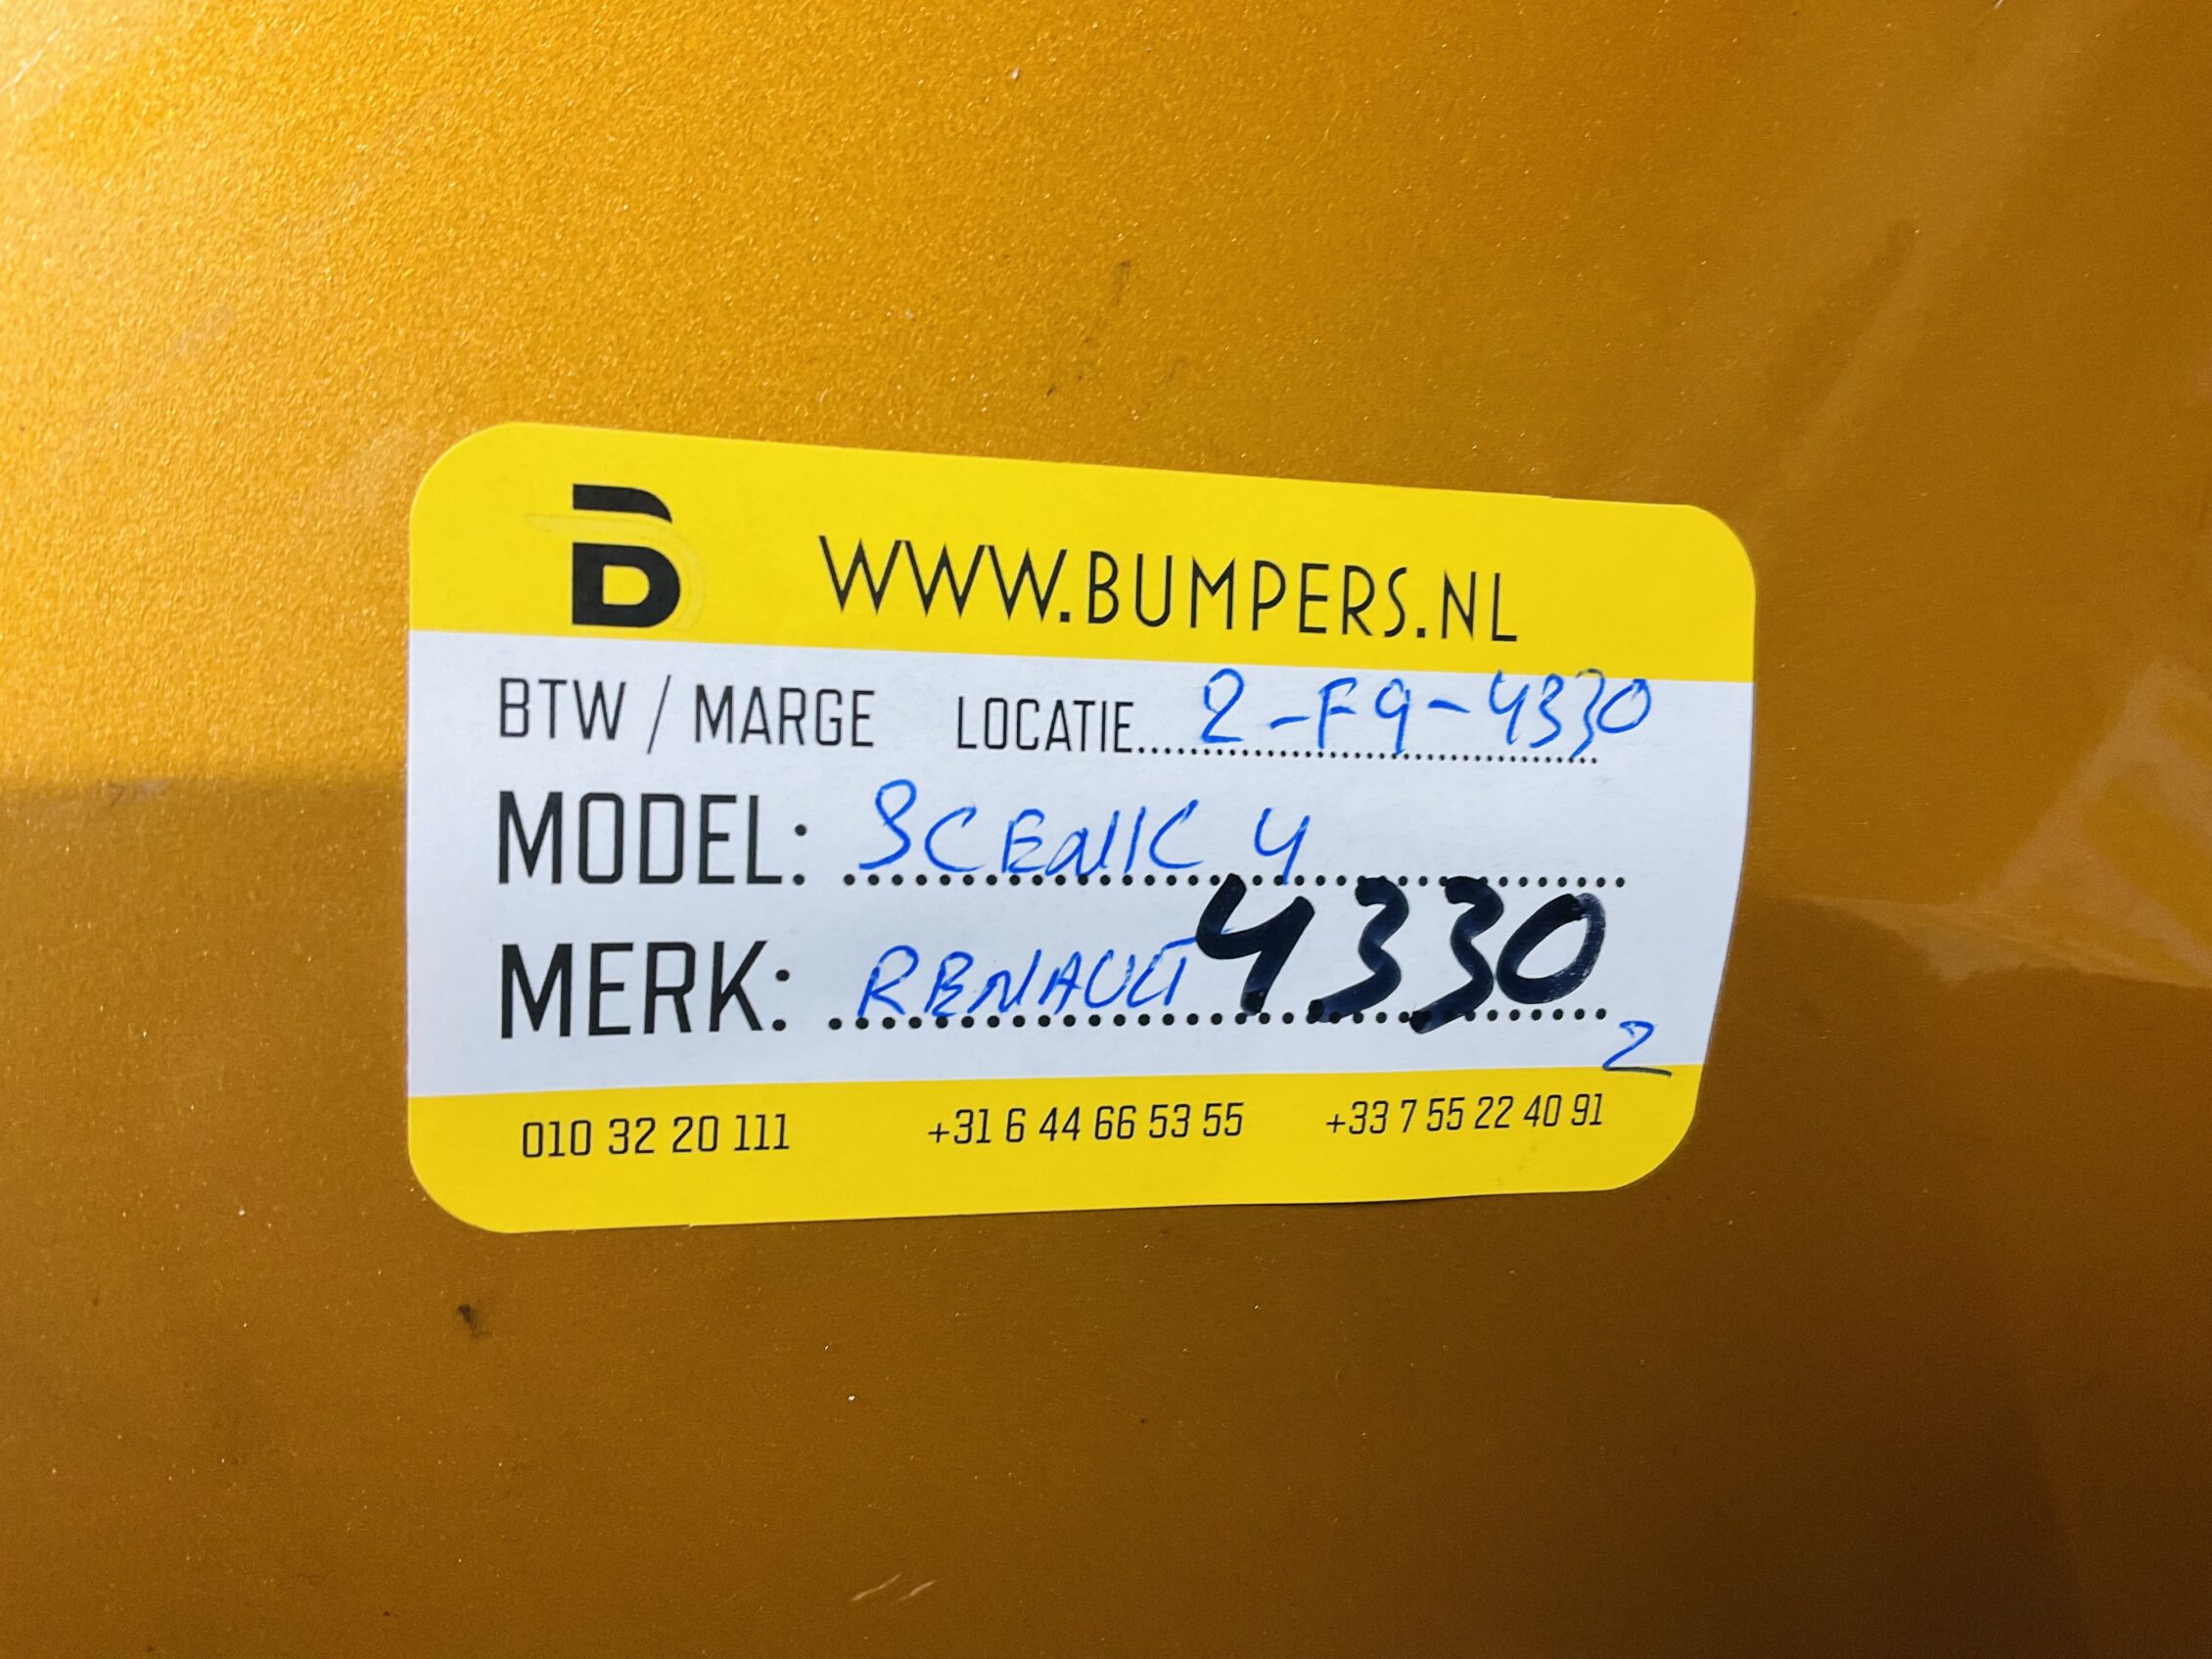 B WWW.BUMPERS.NL
BTW / MARGE LOCATIE 2-F9-4330
MODEL: SCENIC 4
MERK: RENAULT 4330
2
010 32 20 111 +31 6 44 66 53 55 +33 7 55 22 40 91